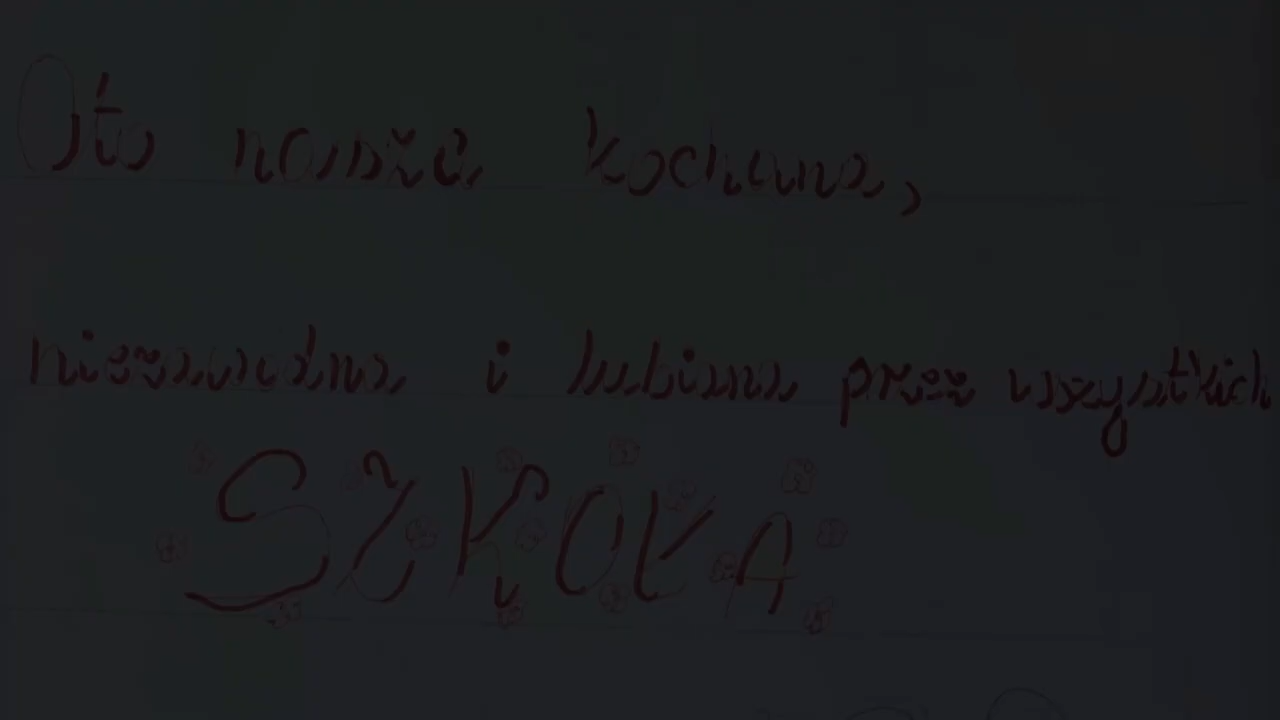 Oto nasza kochana,
niezawodna i lubiana przez wszystkich
SZKOŁA